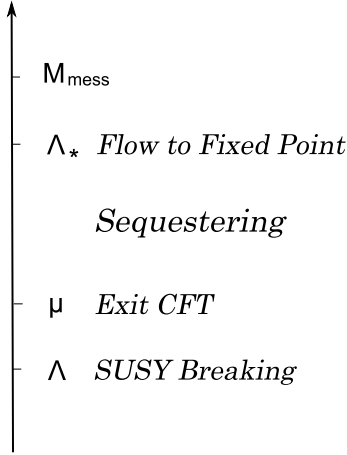 M_mess
Λ_* Flow to Fixed Point
Sequestering
μ Exit CFT
Λ SUSY Breaking